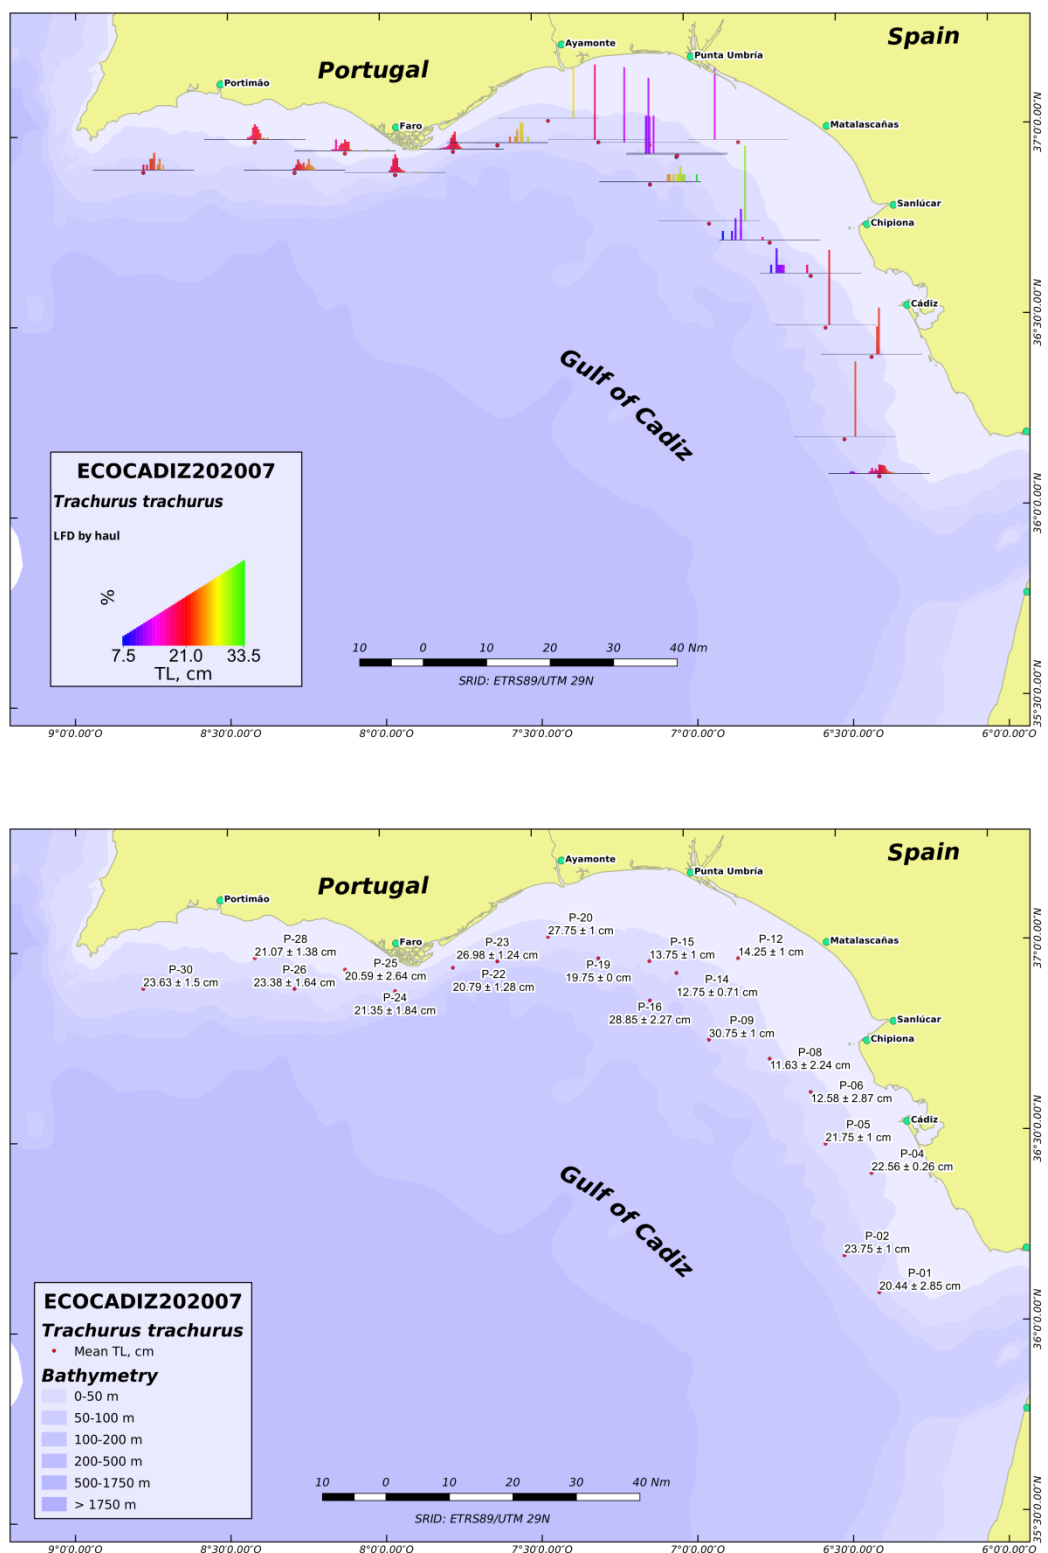 Spain
Ayamonte
Punta Umbría
Portugal
Portimão
Faro
Matalascañas
Sanlúcar
Chipiona
Cádiz
Gulf of Cadiz
37°0'0.00"N
36°30'0.00"N
36°0'0.00"N
35°30'0.00"N
ECOCADIZ202007
Trachurus trachurus
LFD by haul
%
7.5 21.0 33.5
TL, cm
10 0 10 20 30 40 Nm
SRID: ETRS89/UTM 29N
9°0'0.00"O 8°30'0.00"O 8°0'0.00"O 7°30'0.00"O 7°0'0.00"O 6°30'0.00"O 6°0'0.00"O
Spain
Ayamonte
Punta Umbría
Portugal
Portimão
Faro
Matalascañas
P-20
27.75 ± 1 cm
P-28
21.07 ± 1.38 cm
P-23
26.98 ± 1.24 cm
P-15
13.75 ± 1 cm
P-12
14.25 ± 1 cm
P-30
23.63 ± 1.5 cm
P-26
23.38 ± 1.64 cm
P-25
20.59 ± 2.64 cm
P-22
20.79 ± 1.28 cm
P-19
19.75 ± 0 cm
P-14
12.75 ± 0.71 cm
P-24
21.35 ± 1.84 cm
P-16
28.85 ± 2.27 cm
P-09
30.75 ± 1 cm
Sanlúcar
Chipiona
P-08
11.63 ± 2.24 cm
P-06
12.58 ± 2.87 cm
P-05
21.75 ± 1 cm
Cádiz
P-04
22.56 ± 0.26 cm
Gulf of Cadiz
P-02
23.75 ± 1 cm
P-01
20.44 ± 2.85 cm
37°0'0.00"N
36°30'0.00"N
36°0'0.00"N
35°30'0.00"N
ECOCADIZ202007
Trachurus trachurus
Mean TL, cm
Bathymetry
0-50 m
50-100 m
100-200 m
200-500 m
500-1750 m
> 1750 m
10 0 10 20 30 40 Nm
SRID: ETRS89/UTM 29N
9°0'0.00"O 8°30'0.00"O 8°0'0.00"O 7°30'0.00"O 7°0'0.00"O 6°30'0.00"O 6°0'0.00"O